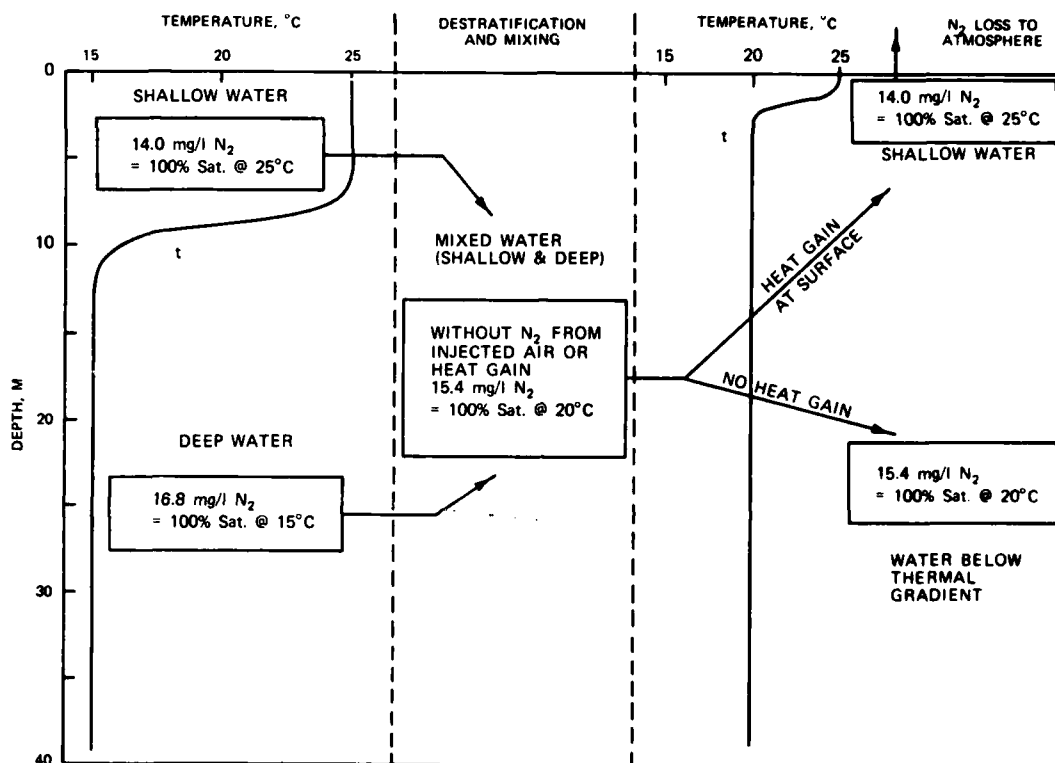 TEMPERATURE, °C
15 20 25
DESTRATIFICATION
AND MIXING
TEMPERATURE, °C
15 20 25
N₂ LOSS TO
ATMOSPHERE
DEPTH, M
0
10
20
30
40
SHALLOW WATER
14.0 mg/l N₂
= 100% Sat. @ 25°C
t
DEEP WATER
16.8 mg/l N₂
= 100% Sat. @ 15°C
MIXED WATER
(SHALLOW & DEEP)
WITHOUT N₂ FROM
INJECTED AIR OR
HEAT GAIN
15.4 mg/l N₂
= 100% Sat. @ 20°C
t
14.0 mg/l N₂
= 100% Sat. @ 25°C
SHALLOW WATER
HEAT GAIN
AT SURFACE
NO HEAT GAIN
15.4 mg/l N₂
= 100% Sat. @ 20°C
WATER BELOW
THERMAL
GRADIENT